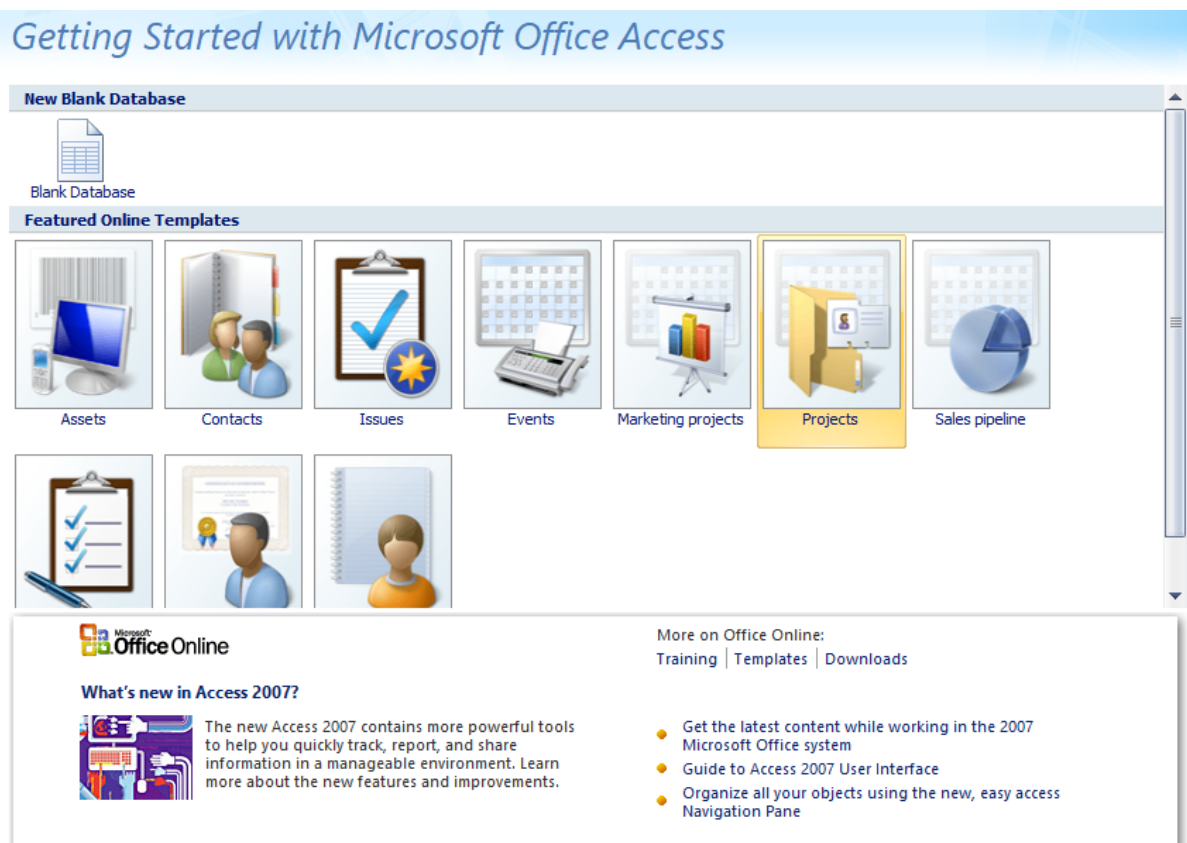 Getting Started with Microsoft Office Access
New Blank Database
Blank Database
Featured Online Templates
Assets
Contacts
Issues
Events
Marketing projects
Projects
Sales pipeline
Microsoft
Office Online
What's new in Access 2007?
The new Access 2007 contains more powerful tools
to help you quickly track, report, and share
information in a manageable environment. Learn
more about the new features and improvements.
More on Office Online:
Training | Templates | Downloads
Get the latest content while working in the 2007
Microsoft Office system
Guide to Access 2007 User Interface
Organize all your objects using the new, easy access
Navigation Pane